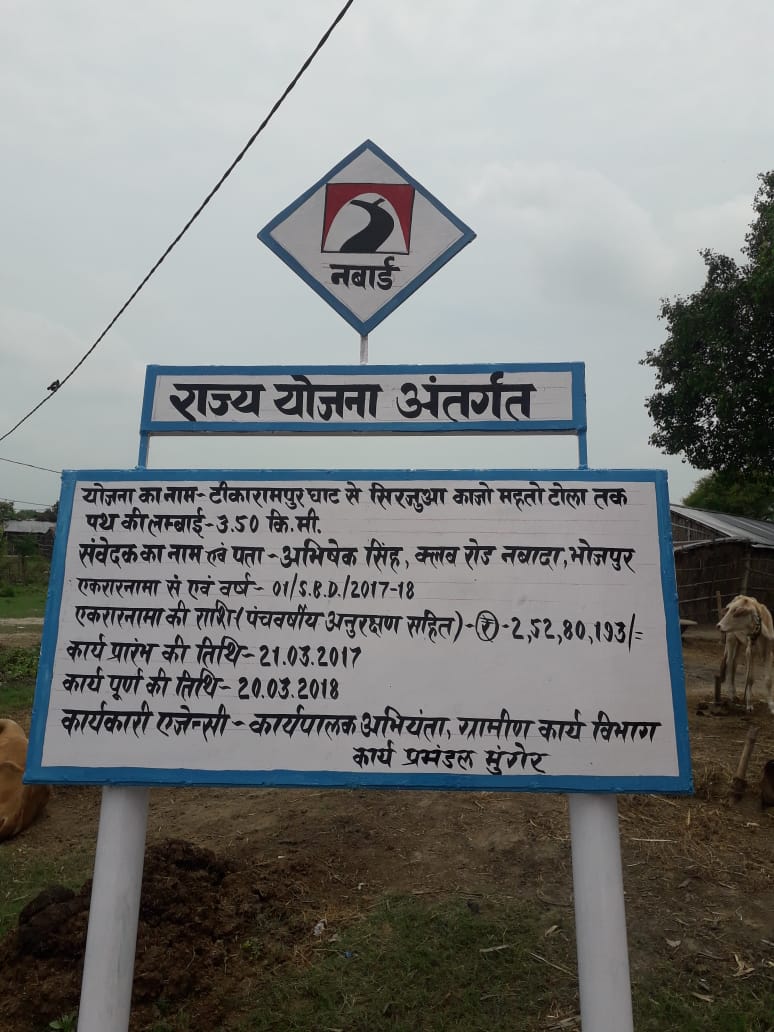 नबार्ड
राज्य योजना अंतर्गत
योजना का नाम- टीकारामपुर घाट से सिरजुआ काजो महतो टोला तक
पथ की लम्बाई-3.50 कि.मी.
संवेदक का नाम एवं पता - अभिषेक सिंह, क्लब रोड नबादा, भोजपुर
एकरारनामा सं एवं वर्ष - 01/S.B.D./2017-18
एकरारनामा की राशि (पंचवर्षीय अनुरक्षण सहित)-₹-2,52,80,193/=
कार्य प्रारंभ की तिथि- 21.03.2017
कार्य पूर्ण की तिथि- 20.03.2018
कार्यकारी एजेन्सी - कार्यपालक अभियंता, ग्रामीण कार्य विभाग
कार्य प्रमंडल मुंगेर